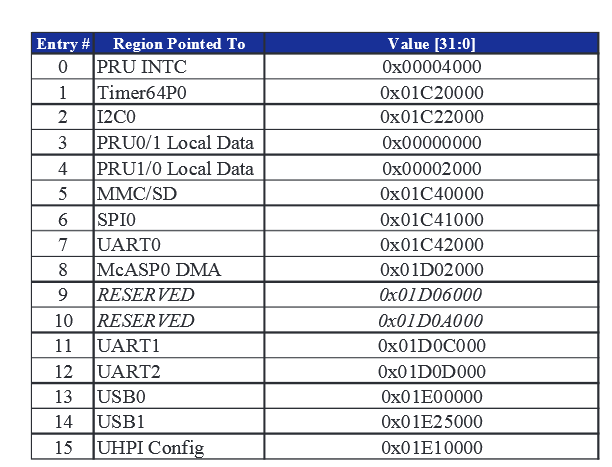 Entry # Region Pointed To Value [31:0]
0 PRU INTC 0x00004000
1 Timer64P0 0x01C20000
2 I2C0 0x01C22000
3 PRU0/1 Local Data 0x00000000
4 PRU1/0 Local Data 0x00002000
5 MMC/SD 0x01C40000
6 SPI0 0x01C41000
7 UART0 0x01C42000
8 McASP0 DMA 0x01D02000
9 RESERVED 0x01D06000
10 RESERVED 0x01D0A000
11 UART1 0x01D0C000
12 UART2 0x01D0D000
13 USB0 0x01E00000
14 USB1 0x01E25000
15 UHPI Config 0x01E10000